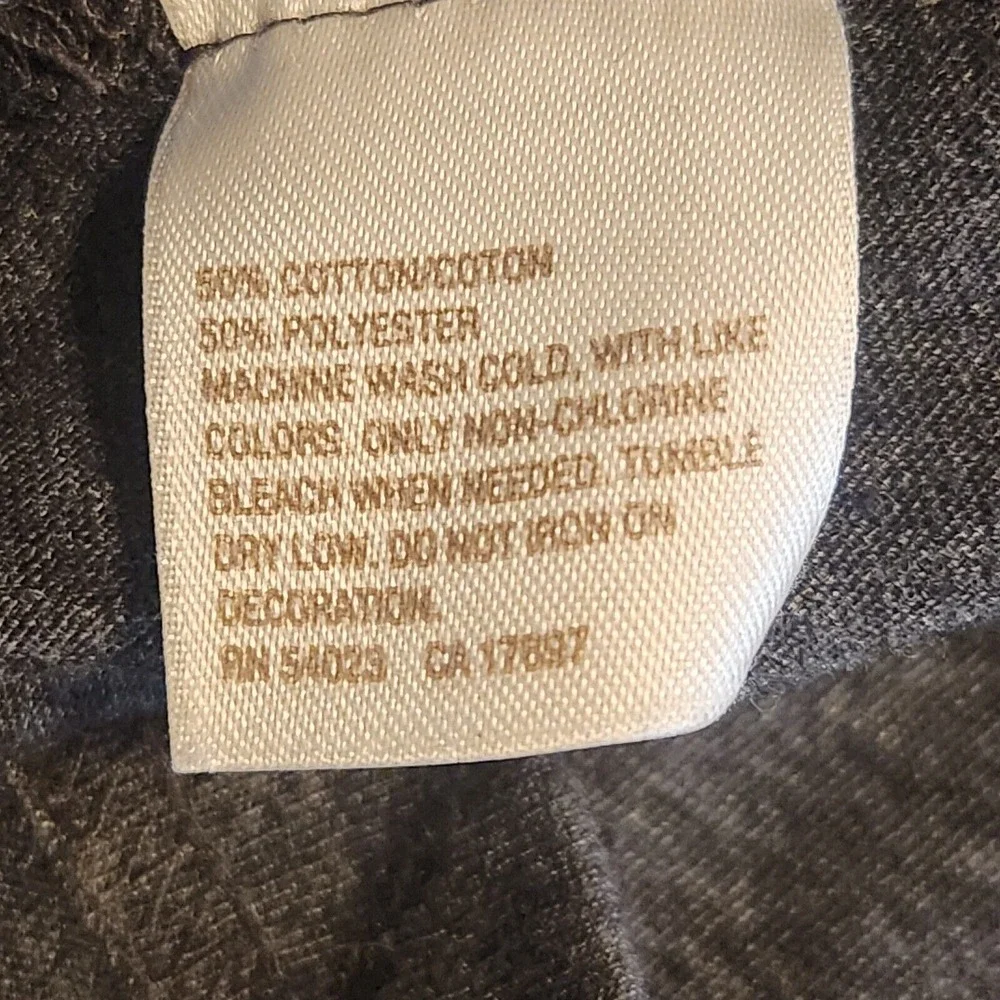 50% COTTON/COTON
50% POLYESTER
MACHINE WASH COLD, WITH LIKE
COLORS. ONLY NON-CHLORINE
BLEACH WHEN NEEDED. TUMBLE
DRY LOW. DO NOT IRON ON
DECORATION.
RN 54023 CA 17897